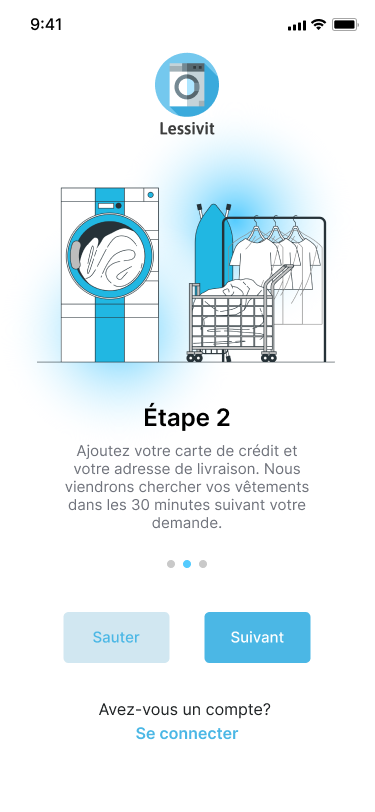 9:41
Lessivit
Étape 2
Ajoutez votre carte de crédit et
votre adresse de livraison. Nous
viendrons chercher vos vêtements
dans les 30 minutes suivant votre
demande.
Sauter
Suivant
Avez-vous un compte?
Se connecter